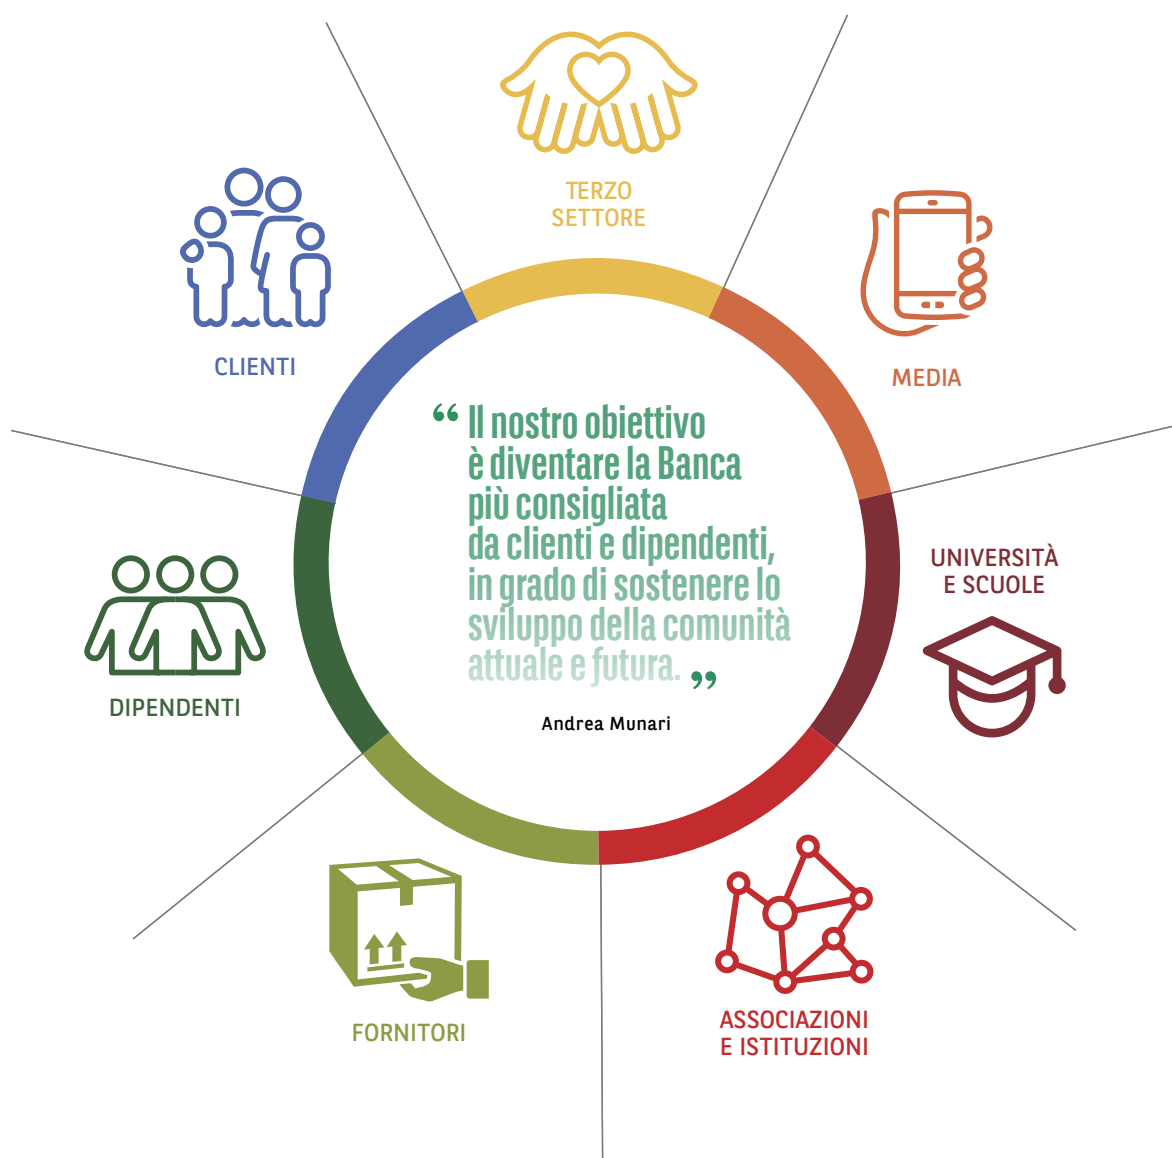 TERZO
SETTORE
CLIENTI
MEDIA
“ Il nostro obiettivo
è diventare la Banca
più consigliata
da clienti e dipendenti,
in grado di sostenere lo
sviluppo della comunità
attuale e futura. ”
Andrea Munari
UNIVERSITÀ
E SCUOLE
DIPENDENTI
FORNITORI
ASSOCIAZIONI
E ISTITUZIONI